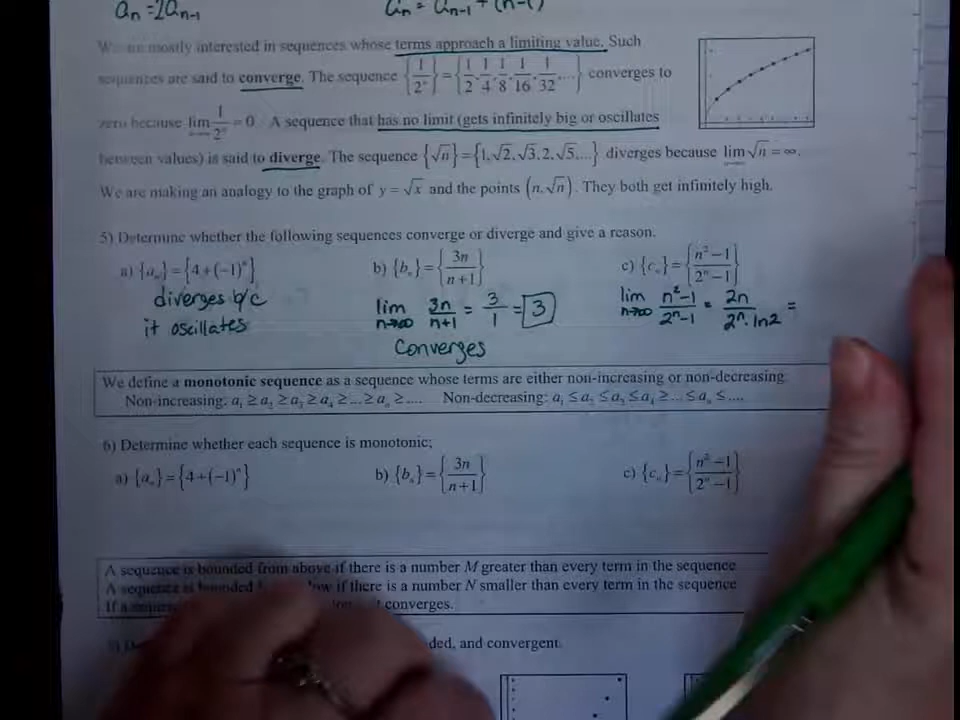 aₙ = 2aₙ₋₁ aₙ = aₙ₋₁ + (n-1)
We are mostly interested in sequences whose terms approach a limiting value. Such
sequences are said to converge. The sequence {1/2ⁿ} = {1/2, 1/4, 1/8, 1/16, 1/32, ...} converges to
zero because lim 1/2ⁿ = 0. A sequence that has no limit (gets infinitely big or oscillates
between values) is said to diverge. The sequence {√n} = {1, √2, √3, 2, √5, ...} diverges because lim √n = ∞.
We are making an analogy to the graph of y = √x and the points (n, √n). They both get infinitely high.
5) Determine whether the following sequences converge or diverge and give a reason.
a) {aₙ} = {4 + (-1)ⁿ} b) {bₙ} = {3n/(n+1)} c) {cₙ} = {(n²-1)/(2ⁿ-1)}
diverges b/c
it oscillates
lim n→∞ 3n/(n+1) = 3/1 = 3
Converges
lim n→∞ (n²-1)/(2ⁿ-1) = 2n/(2ⁿ·ln2) =
We define a monotonic sequence as a sequence whose terms are either non-increasing or non-decreasing
Non-increasing: a₁ ≥ a₂ ≥ a₃ ≥ a₄ ≥ ... ≥ aₙ ≥ .... Non-decreasing: a₁ ≤ a₂ ≤ a₃ ≤ a₄ ≤ ... ≤ aₙ ≤ ....
6) Determine whether each sequence is monotonic;
a) {aₙ} = {4 + (-1)ⁿ} b) {bₙ} = {3n/(n+1)} c) {cₙ} = {(n²-1)/(2ⁿ-1)}
A sequence is bounded from above if there is a number M greater than every term in the sequence
A sequence is bounded if there is a number N smaller than every term in the sequence
If a converges.
and convergent.